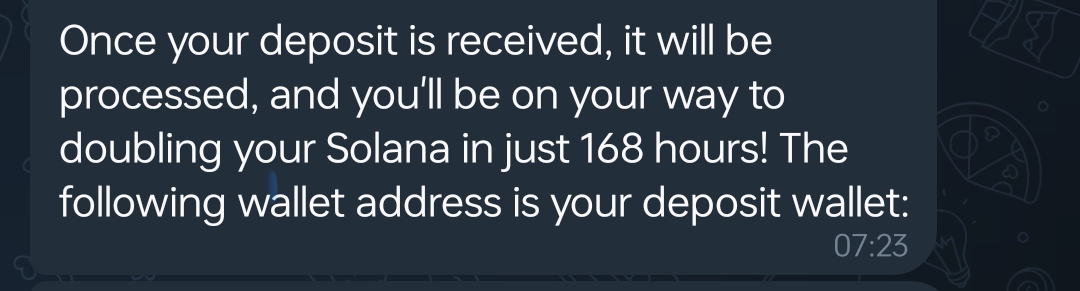 Once your deposit is received, it will be
processed, and you'll be on your way to
doubling your Solana in just 168 hours! The
following wallet address is your deposit wallet:
07:23